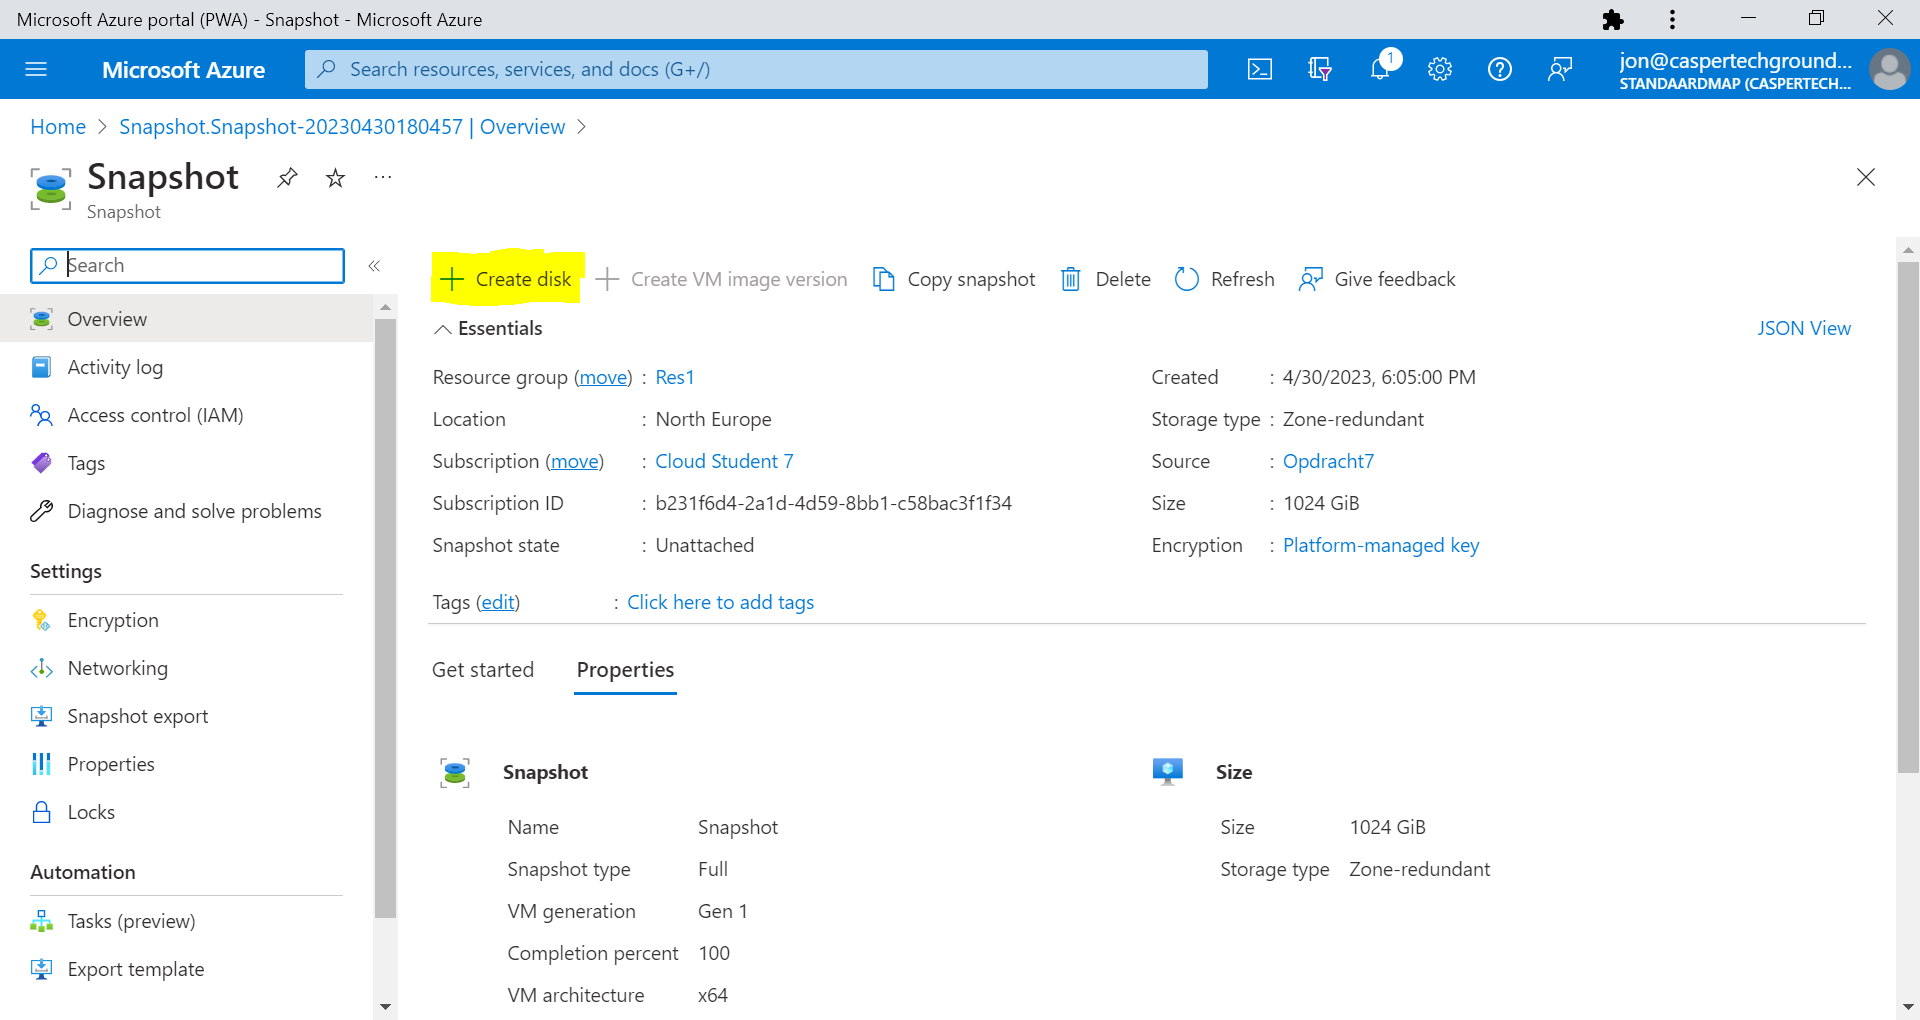 Microsoft Azure portal (PWA) - Snapshot - Microsoft Azure
Microsoft Azure
Search resources, services, and docs (G+/)
1
jon@caspertechground...
STANDAARDMAP (CASPERTECH...
Home > Snapshot.Snapshot-20230430180457 | Overview >
Snapshot
Snapshot
Search
Create disk
Create VM image version
Copy snapshot
Delete
Refresh
Give feedback
Overview
Activity log
Access control (IAM)
Tags
Diagnose and solve problems
Settings
Encryption
Networking
Snapshot export
Properties
Locks
Automation
Tasks (preview)
Export template
Essentials
JSON View
Resource group (move) : Res1
Location : North Europe
Subscription (move) : Cloud Student 7
Subscription ID : b231f6d4-2a1d-4d59-8bb1-c58bac3f1f34
Snapshot state : Unattached
Created : 4/30/2023, 6:05:00 PM
Storage type : Zone-redundant
Source : Opdracht7
Size : 1024 GiB
Encryption : Platform-managed key
Tags (edit) : Click here to add tags
Get started
Properties
Snapshot
Name Snapshot
Snapshot type Full
VM generation Gen 1
Completion percent 100
VM architecture x64
Size
Size 1024 GiB
Storage type Zone-redundant